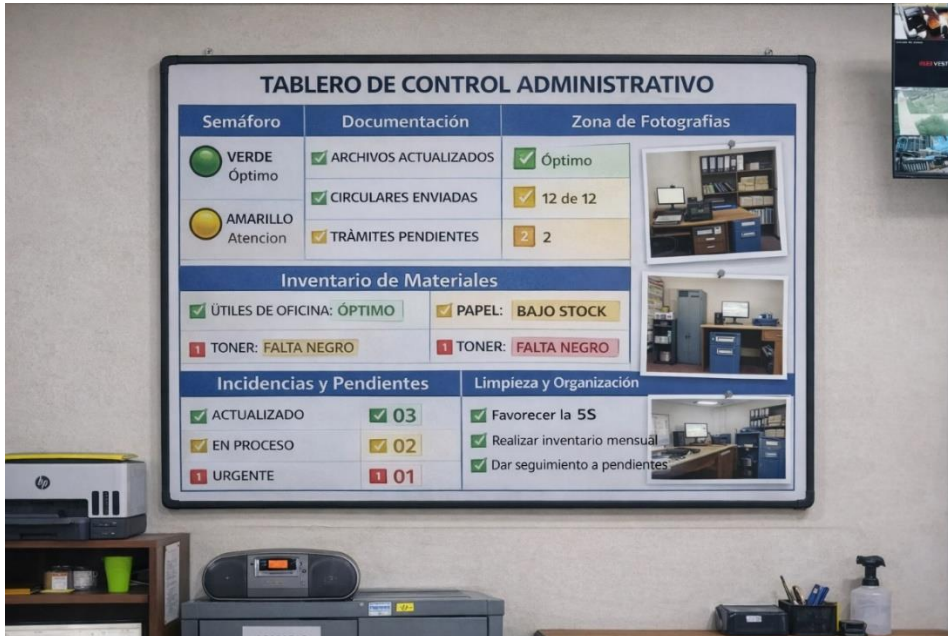 TABLERO DE CONTROL ADMINISTRATIVO
Semáforo
Documentación
Zona de Fotografias
VERDE
Óptimo
ARCHIVOS ACTUALIZADOS
Óptimo
CIRCULARES ENVIADAS
12 de 12
AMARILLO
Atencion
TRÀMITES PENDIENTES
2 2
Inventario de Materiales
ÜTILES DE OFICINA: ÓPTIMO
PAPEL: BAJO STOCK
1 TONER: FALTA NEGRO
1 TONER: FALTA NEGRO
Incidencias y Pendientes
Limpieza y Organización
ACTUALIZADO 03
Favorecer la 5S
EN PROCESO 02
Realizar inventario mensual
1 URGENTE 1 01
Dar seguimiento a pendientes
hp